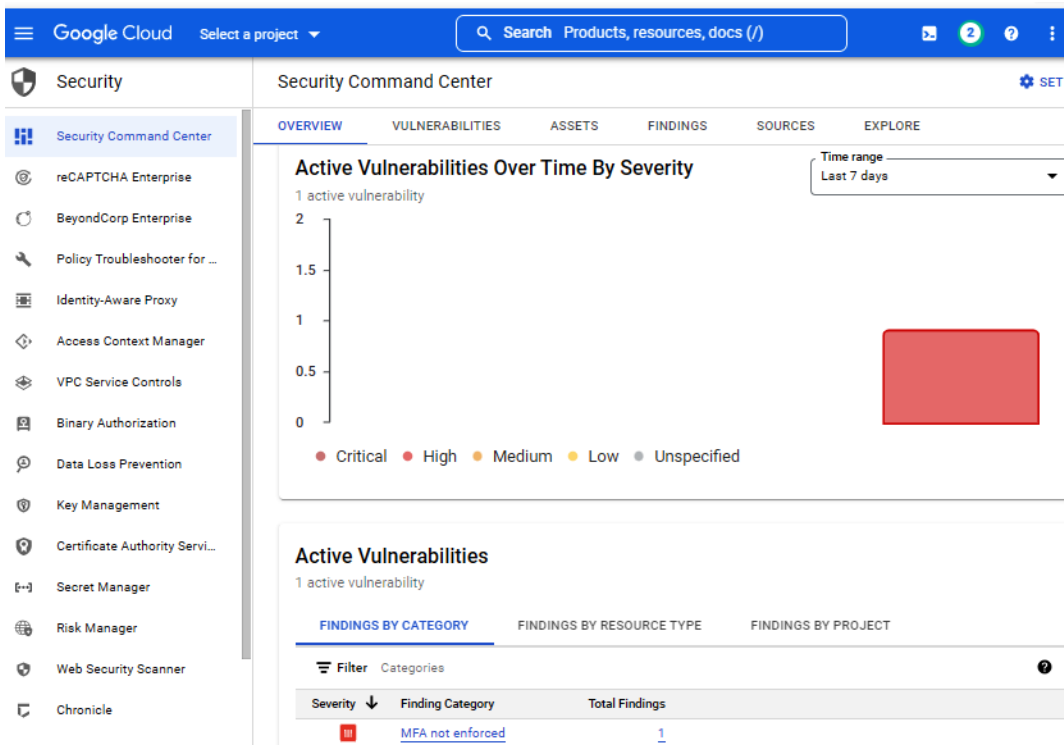 Google Cloud Select a project Search Products, resources, docs (/) 2
Security
Security Command Center
reCAPTCHA Enterprise
BeyondCorp Enterprise
Policy Troubleshooter for ...
Identity-Aware Proxy
Access Context Manager
VPC Service Controls
Binary Authorization
Data Loss Prevention
Key Management
Certificate Authority Servi...
Secret Manager
Risk Manager
Web Security Scanner
Chronicle
Security Command Center SET
OVERVIEW VULNERABILITIES ASSETS FINDINGS SOURCES EXPLORE
Active Vulnerabilities Over Time By Severity
1 active vulnerability
Time range
Last 7 days
2
1.5
1
0.5
0
Critical High Medium Low Unspecified
Active Vulnerabilities
1 active vulnerability
FINDINGS BY CATEGORY FINDINGS BY RESOURCE TYPE FINDINGS BY PROJECT
Filter Categories
Severity Finding Category Total Findings
MFA not enforced 1